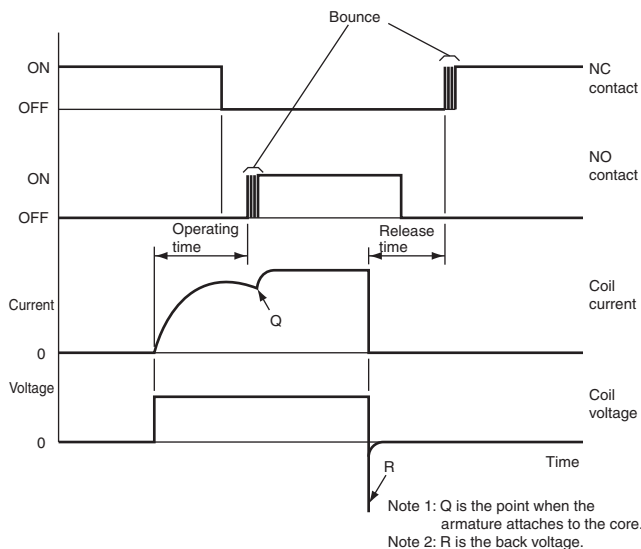 Bounce
ON
NC
contact
OFF
NO
contact
ON
OFF
Operating
time
Release
time
Current
Coil
current
Q
0
Voltage
Coil
voltage
0
Time
R
Note 1: Q is the point when the
armature attaches to the core.
Note 2: R is the back voltage.